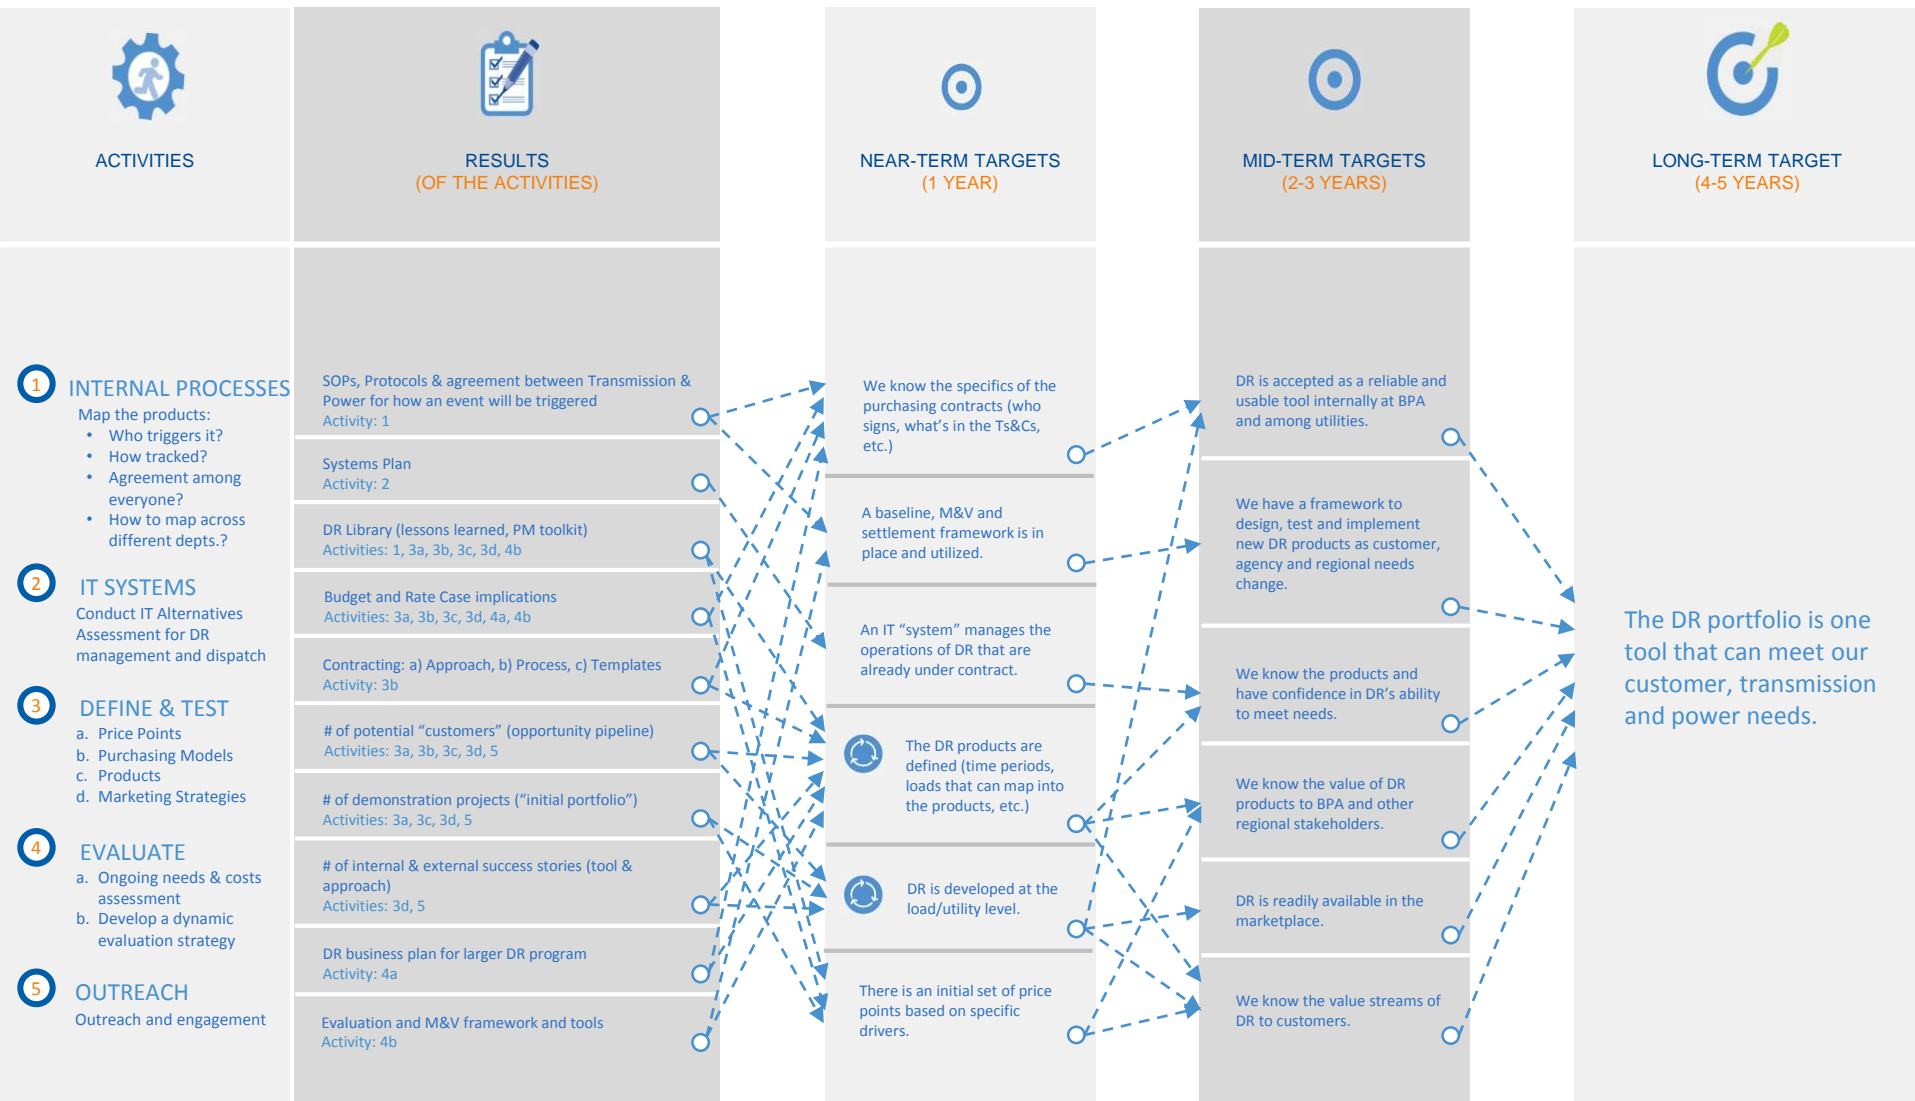 ACTIVITIES
RESULTS
(OF THE ACTIVITIES)
NEAR-TERM TARGETS
(1 YEAR)
MID-TERM TARGETS
(2-3 YEARS)
LONG-TERM TARGET
(4-5 YEARS)
1
INTERNAL PROCESSES
Map the products:
• Who triggers it?
• How tracked?
• Agreement among
everyone?
• How to map across
different depts.?
2
IT SYSTEMS
Conduct IT Alternatives
Assessment for DR
management and dispatch
3
DEFINE & TEST
a. Price Points
b. Purchasing Models
c. Products
d. Marketing Strategies
4
EVALUATE
a. Ongoing needs & costs
assessment
b. Develop a dynamic
evaluation strategy
5
OUTREACH
Outreach and engagement
SOPs, Protocols & agreement between Transmission &
Power for how an event will be triggered
Activity: 1
Systems Plan
Activity: 2
DR Library (lessons learned, PM toolkit)
Activities: 1, 3a, 3b, 3c, 3d, 4b
Budget and Rate Case implications
Activities: 3a, 3b, 3c, 3d, 4a, 4b
Contracting: a) Approach, b) Process, c) Templates
Activity: 3b
# of potential “customers” (opportunity pipeline)
Activities: 3a, 3b, 3c, 3d, 5
# of demonstration projects (“initial portfolio”)
Activities: 3a, 3c, 3d, 5
# of internal & external success stories (tool &
approach)
Activities: 3d, 5
DR business plan for larger DR program
Activity: 4a
Evaluation and M&V framework and tools
Activity: 4b
We know the specifics of the
purchasing contracts (who
signs, what’s in the Ts&Cs,
etc.)
A baseline, M&V and
settlement framework is in
place and utilized.
An IT “system” manages the
operations of DR that are
already under contract.
The DR products are
defined (time periods,
loads that can map into
the products, etc.)
DR is developed at the
load/utility level.
There is an initial set of price
points based on specific
drivers.
DR is accepted as a reliable and
usable tool internally at BPA
and among utilities.
We have a framework to
design, test and implement
new DR products as customer,
agency and regional needs
change.
We know the products and
have confidence in DR’s ability
to meet needs.
We know the value of DR
products to BPA and other
regional stakeholders.
DR is readily available in the
marketplace.
We know the value streams of
DR to customers.
The DR portfolio is one
tool that can meet our
customer, transmission
and power needs.